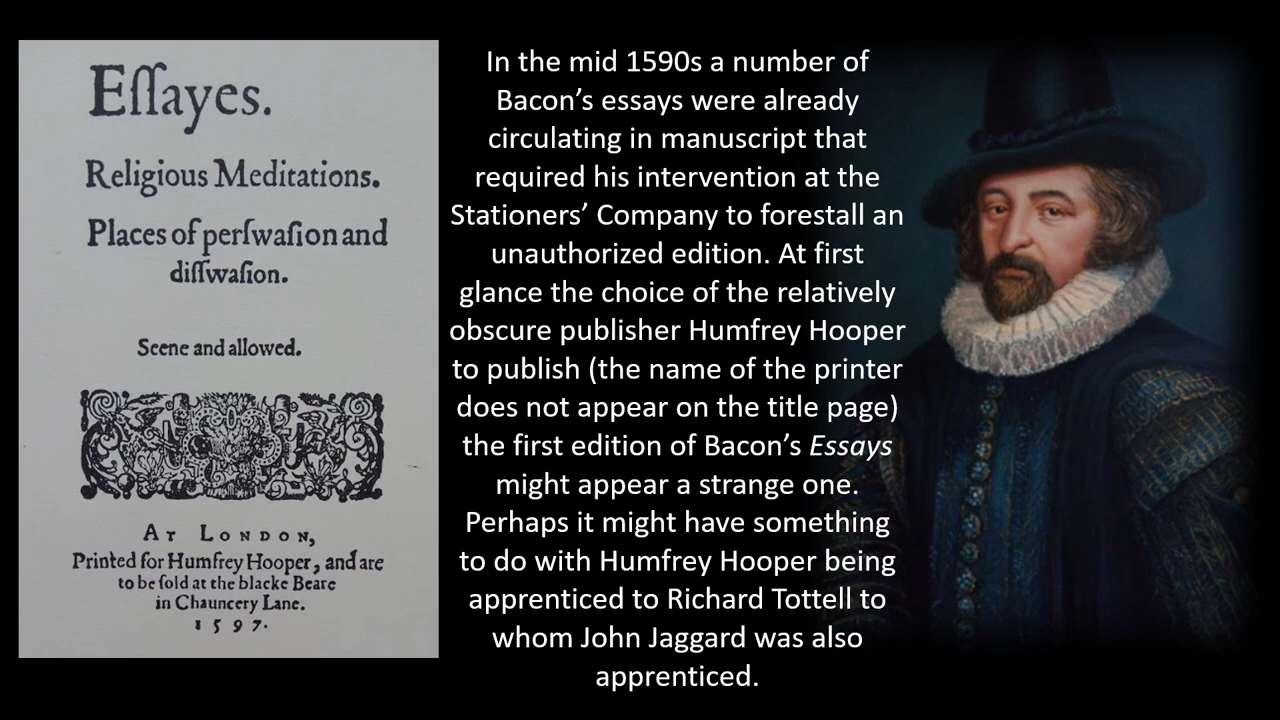 Eſſayes.
Religious Meditations.
Places of perſwaſion and
diſſwaſion.
Scene and allowed.
At London,
Printed for Humfrey Hooper, and are
to be ſold at the blacke Beare
in Chauncery Lane.
1597.
In the mid 1590s a number of
Bacon’s essays were already
circulating in manuscript that
required his intervention at the
Stationers’ Company to forestall an
unauthorized edition. At first
glance the choice of the relatively
obscure publisher Humfrey Hooper
to publish (the name of the printer
does not appear on the title page)
the first edition of Bacon’s Essays
might appear a strange one.
Perhaps it might have something
to do with Humfrey Hooper being
apprenticed to Richard Tottell to
whom John Jaggard was also
apprenticed.